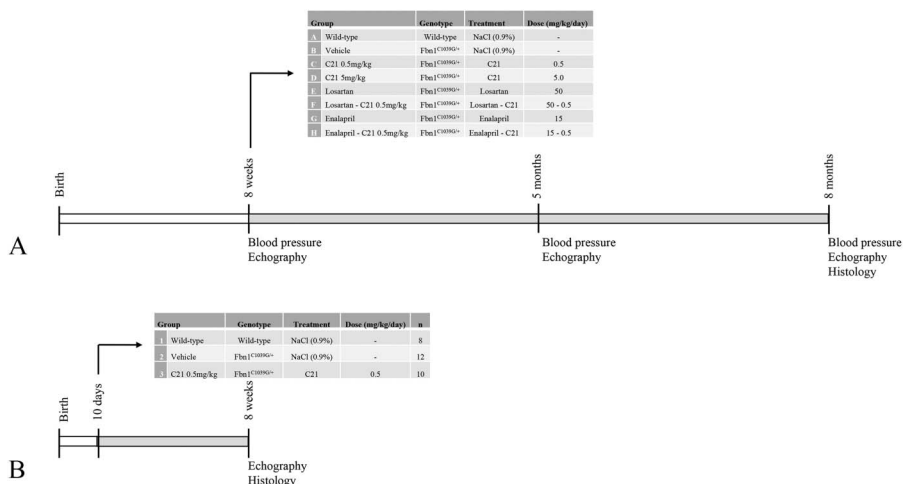 Group Genotype Treatment Dose (mg/kg/day)
A Wild-type Wild-type NaCl (0.9%) -
B Vehicle Fbn1C1039G/+ NaCl (0.9%) -
C C21 0.5mg/kg Fbn1C1039G/+ C21 0.5
D C21 5mg/kg Fbn1C1039G/+ C21 5.0
E Losartan Fbn1C1039G/+ Losartan 50
F Losartan - C21 0.5mg/kg Fbn1C1039G/+ Losartan - C21 50 - 0.5
G Enalapril Fbn1C1039G/+ Enalapril 15
H Enalapril - C21 0.5mg/kg Fbn1C1039G/+ Enalapril - C21 15 - 0.5
Birth
8 weeks
5 months
8 months
A
Blood pressure
Echography
Blood pressure
Echography
Blood pressure
Echography
Histology
Group Genotype Treatment Dose (mg/kg/day) n
1 Wild-type Wild-type NaCl (0.9%) - 8
2 Vehicle Fbn1C1039G/+ NaCl (0.9%) - 12
3 C21 0.5mg/kg Fbn1C1039G/+ C21 0.5 10
Birth
10 days
8 weeks
B
Echography
Histology